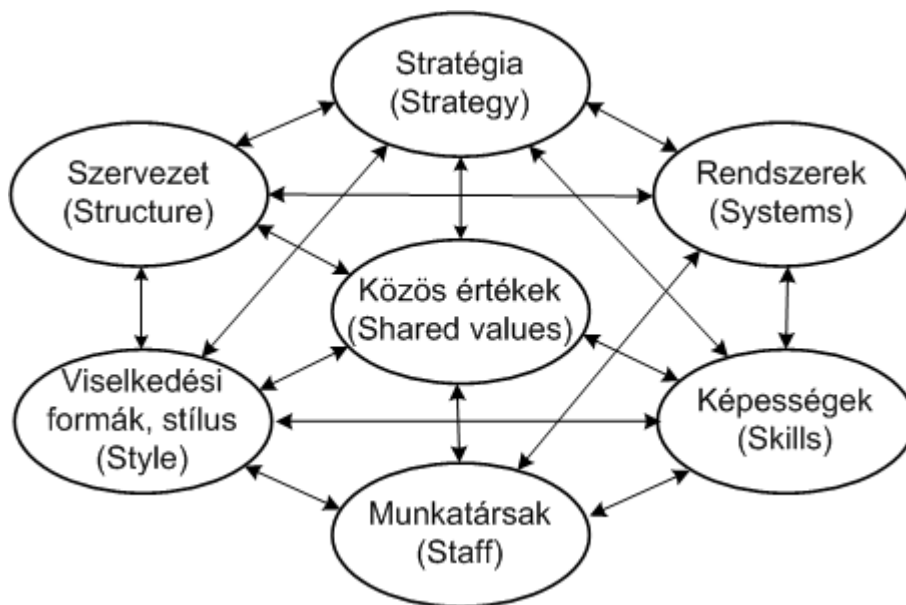 Stratégia
(Strategy)
Szervezet
(Structure)
Rendszerek
(Systems)
Közös értékek
(Shared values)
Viselkedési
formák, stílus
(Style)
Képességek
(Skills)
Munkatársak
(Staff)